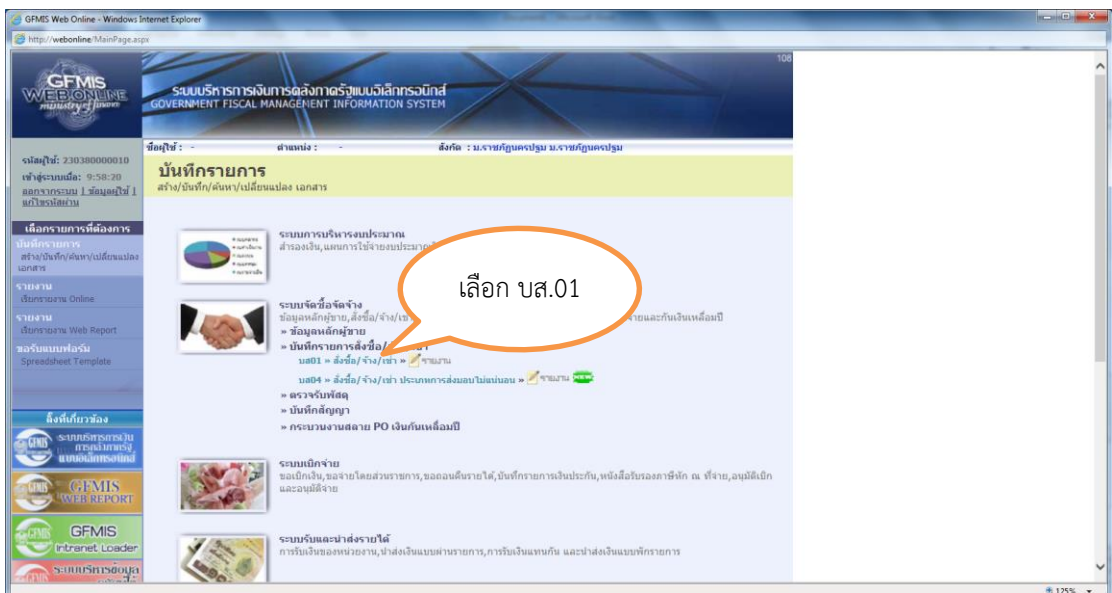 GFMIS Web Online - Windows Internet Explorer
http://webonline/MainPage.aspx
108
GFMIS
WEB ONLINE
ministry of finance
ระบบบริหารการเงินการคลังภาครัฐแบบอิเล็กทรอนิกส์
GOVERNMENT FISCAL MANAGEMENT INFORMATION SYSTEM
ชื่อผู้ใช้ : - ตำแหน่ง : - สังกัด : ม.ราชภัฏนครปฐม ม.ราชภัฏนครปฐม
รหัสผู้ใช้: 230380000010
เข้าสู่ระบบเมื่อ: 9:58:20
ออกจากระบบ | ข้อมูลผู้ใช้ |
แก้ไขรหัสผ่าน
บันทึกรายการ
สร้าง/บันทึก/ค้นหา/เปลี่ยนแปลง เอกสาร
เลือกรายการที่ต้องการ
บันทึกรายการ
สร้าง/บันทึก/ค้นหา/เปลี่ยนแปลง
เอกสาร
รายงาน
เรียกรายงาน Online
รายงาน
เรียกรายงาน Web Report
ขอรับแบบฟอร์ม
Spreadsheet Template
ลิ้งที่เกี่ยวข้อง
ระบบบริหารการเงิน
การคลังภาครัฐ
แบบอิเล็กทรอนิกส์
GFMIS
WEB REPORT
GFMIS
Intranet Loader
ระบบบริหารข้อมูล
ระบบการบริหารงบประมาณ
สำรองเงิน,แผนการใช้จ่ายงบประมาณ
เลือก บส.01
ระบบจัดซื้อจัดจ้าง
ข้อมูลหลักผู้ขาย,สั่งซื้อ/จ้าง/เช่า จ่ายและกันเงินเหลื่อมปี
» ข้อมูลหลักผู้ขาย
» บันทึกรายการสั่งซื้อ/
บส01 » สั่งซื้อ/จ้าง/เช่า » รายงาน
บส04 » สั่งซื้อ/จ้าง/เช่า ประเภทการส่งมอบไม่แน่นอน » รายงาน
» ตรวจรับพัสดุ
» บันทึกสัญญา
» กระบวนงานสลาย PO เงินกันเหลื่อมปี
ระบบเบิกจ่าย
ขอเบิกเงิน,ขอจ่ายโดยส่วนราชการ,ขอถอนคืนรายได้,บันทึกรายการเงินประกัน,หนังสือรับรองภาษีหัก ณ ที่จ่าย,อนุมัติเบิก
และอนุมัติจ่าย
ระบบรับและนำส่งรายได้
การรับเงินของหน่วยงาน,นำส่งเงินแบบผ่านรายการ,การรับเงินแทนกัน และนำส่งเงินแบบพักรายการ
125%